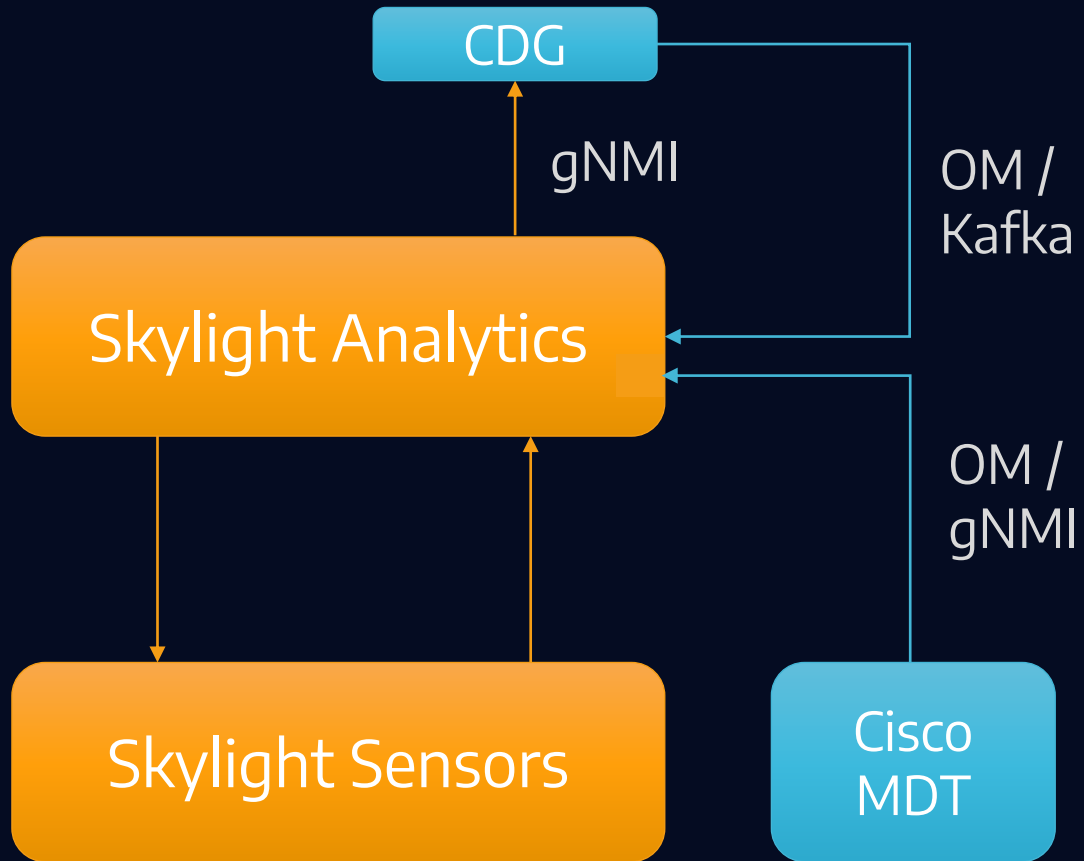 CDG
gNMI
OM /
Kafka
Skylight Analytics
OM /
gNMI
Skylight Sensors
Cisco
MDT